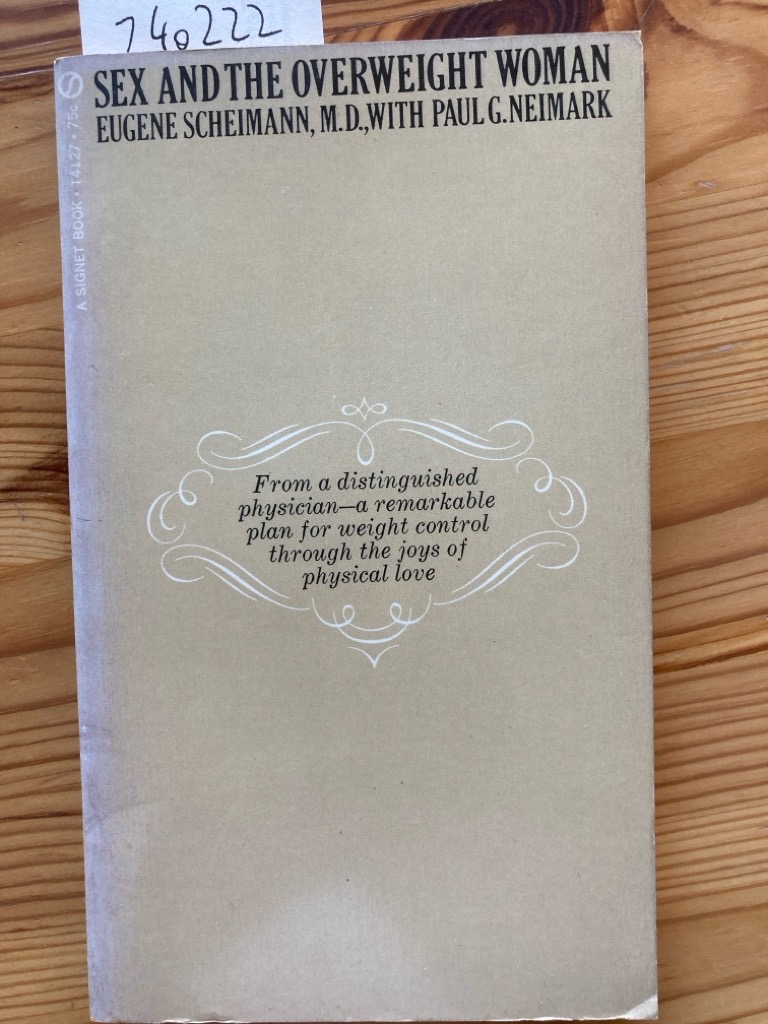 740222
SEX AND THE OVERWEIGHT WOMAN
EUGENE SCHEIMANN, M.D., WITH PAUL G. NEIMARK
A SIGNET BOOK • T4127 • 75c
From a distinguished
physician—a remarkable
plan for weight control
through the joys of
physical love